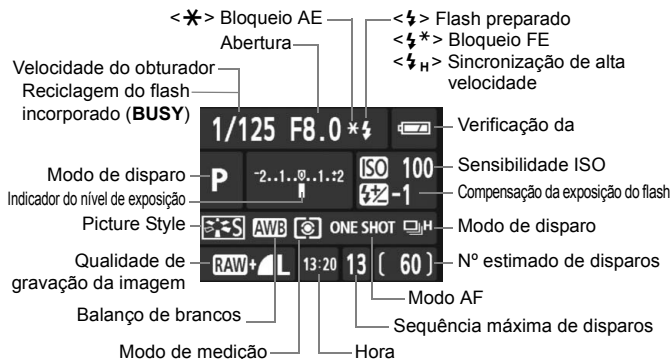 <✱> Bloqueio AE
Abertura
Velocidade do obturador
Reciclagem do flash
incorporado (BUSY)
<⚡> Flash preparado
<⚡*> Bloqueio FE
<⚡H> Sincronização de alta
velocidade
1/125 F8.0 ✱⚡
Verificação da
Modo de disparo
P
-2..1..0..1..+2
ISO 100
Sensibilidade ISO
Indicador do nível de exposição
-1
Compensação da exposição do flash
Picture Style
S AWB ONE SHOT H
Modo de disparo
Qualidade de
gravação da imagem
RAW+L 13:20 13 [ 60]
Nº estimado de disparos
Modo AF
Balanço de brancos
Sequência máxima de disparos
Modo de medição
Hora